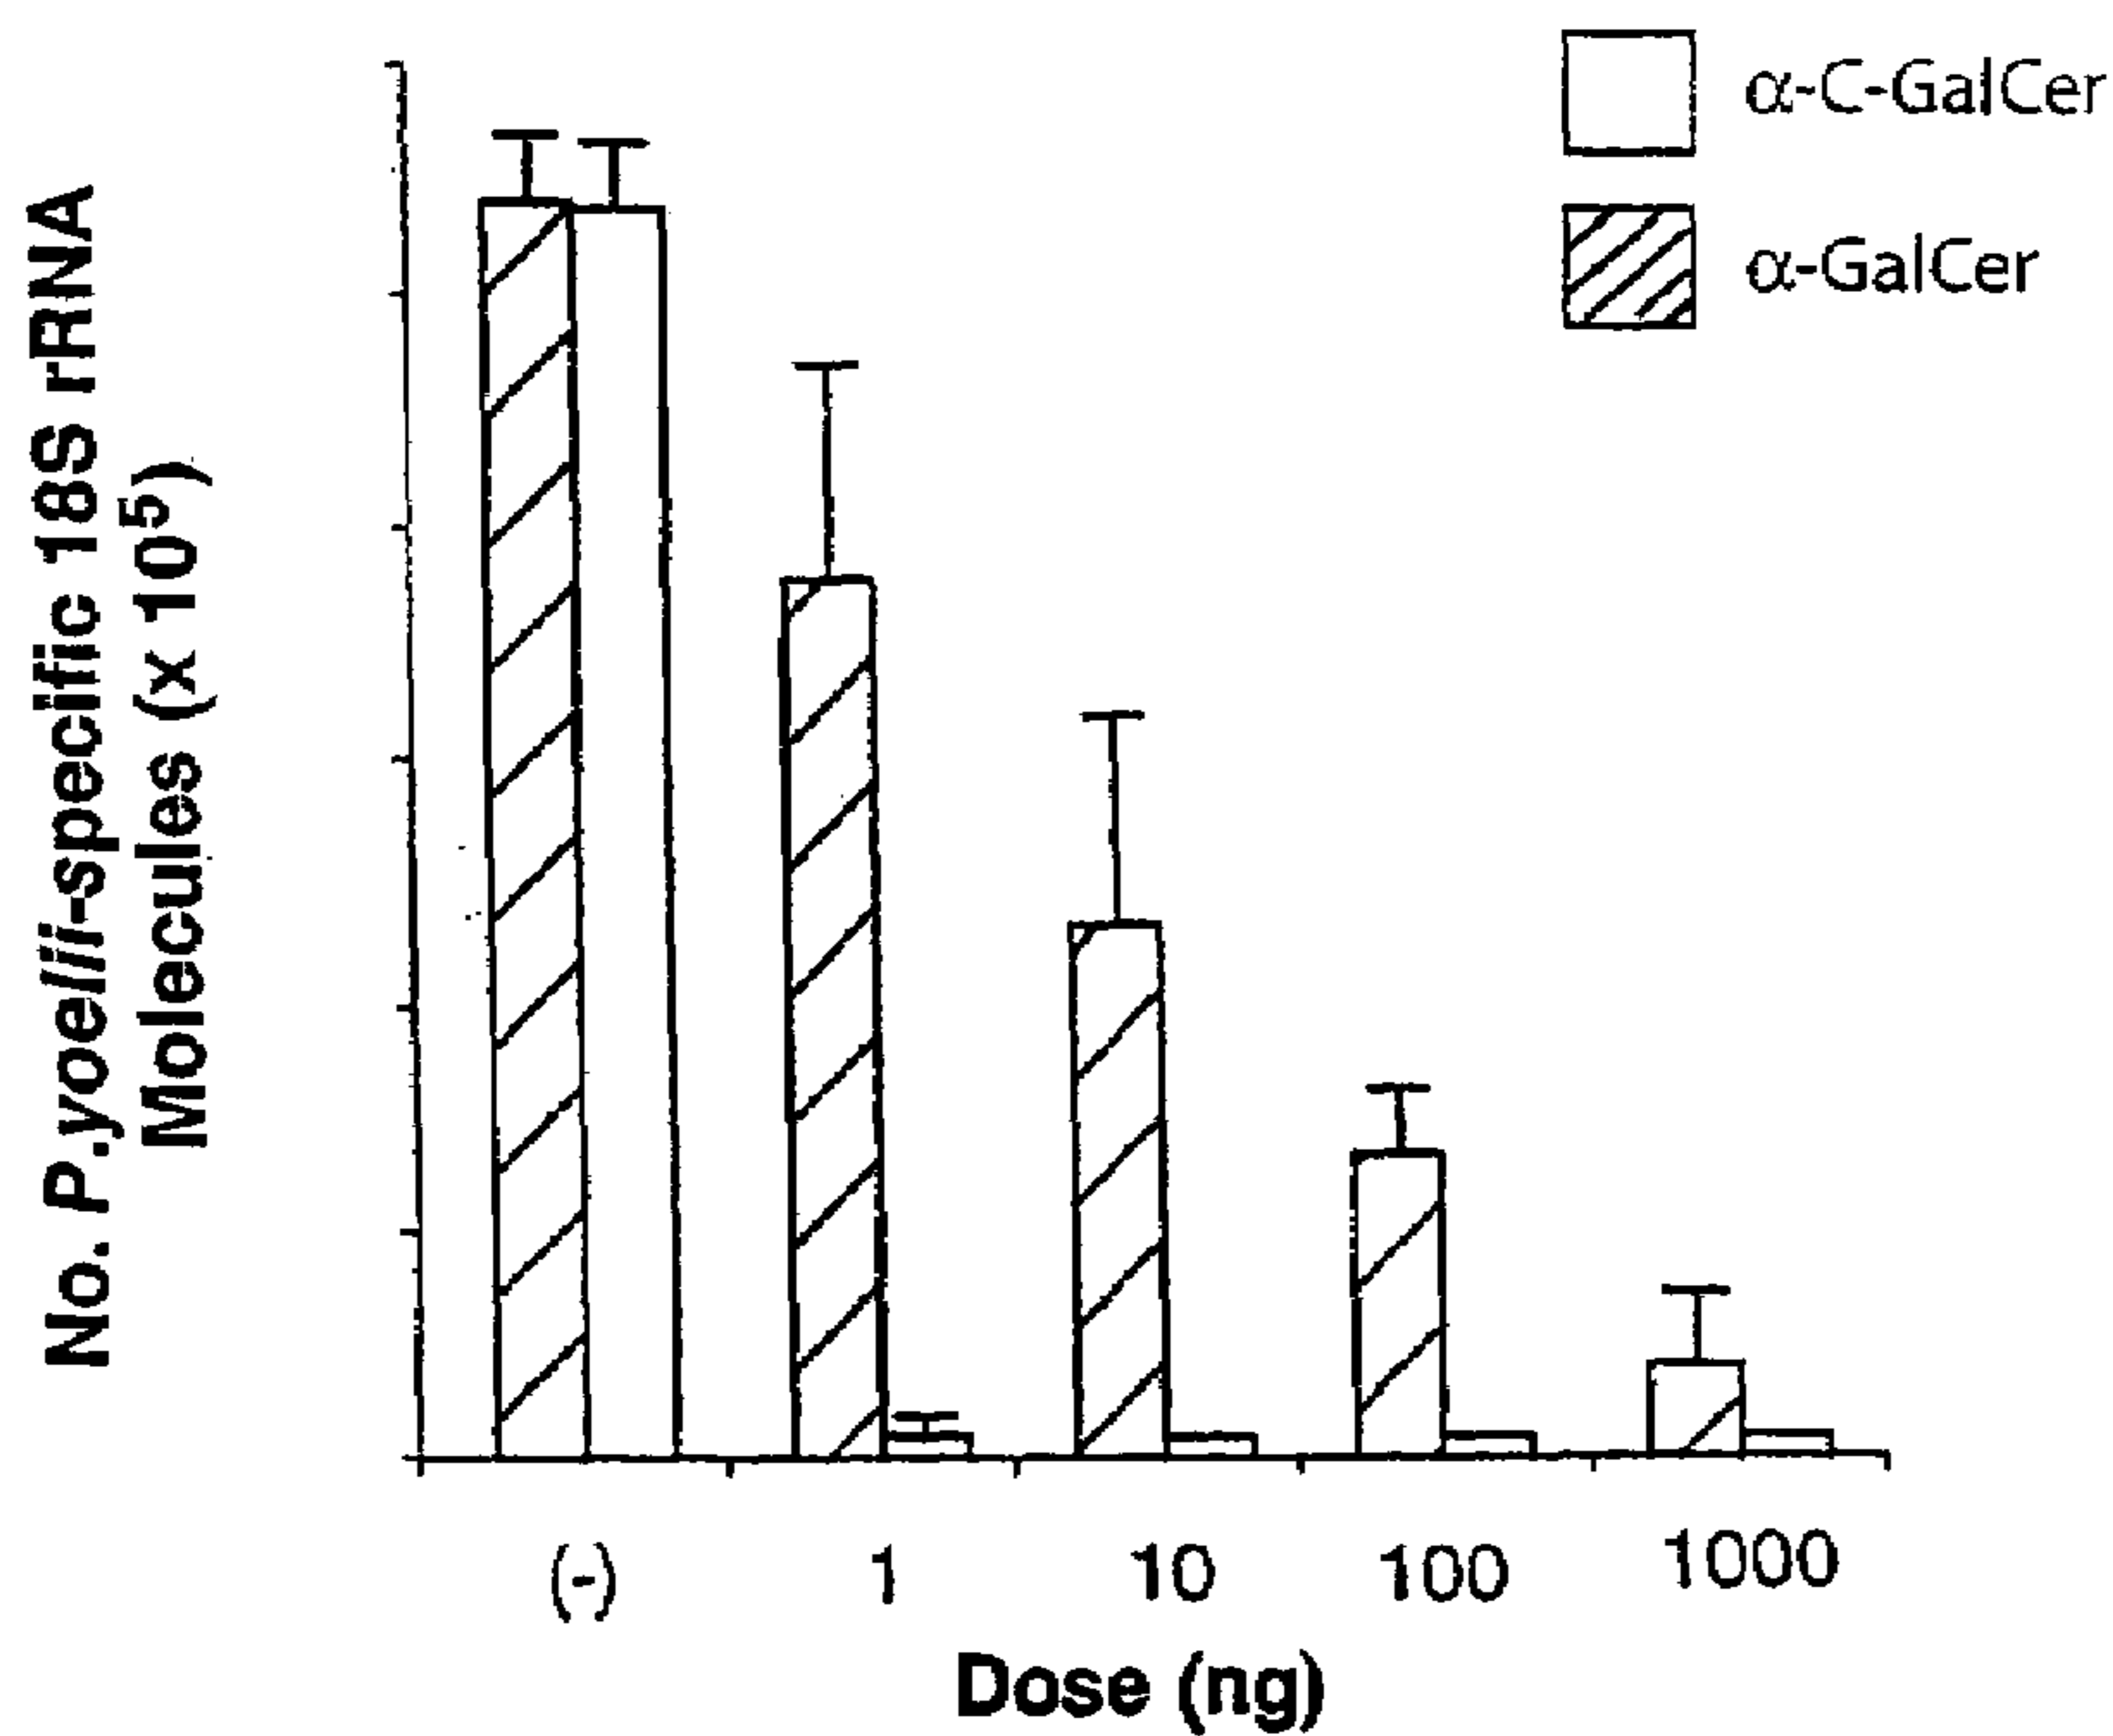 α-C-GalCer
α-GalCer
No. P.yoelii-specific 18S rRNA
Molecules (x 10⁵)
(-) 1 10 100 1000
Dose (ng)